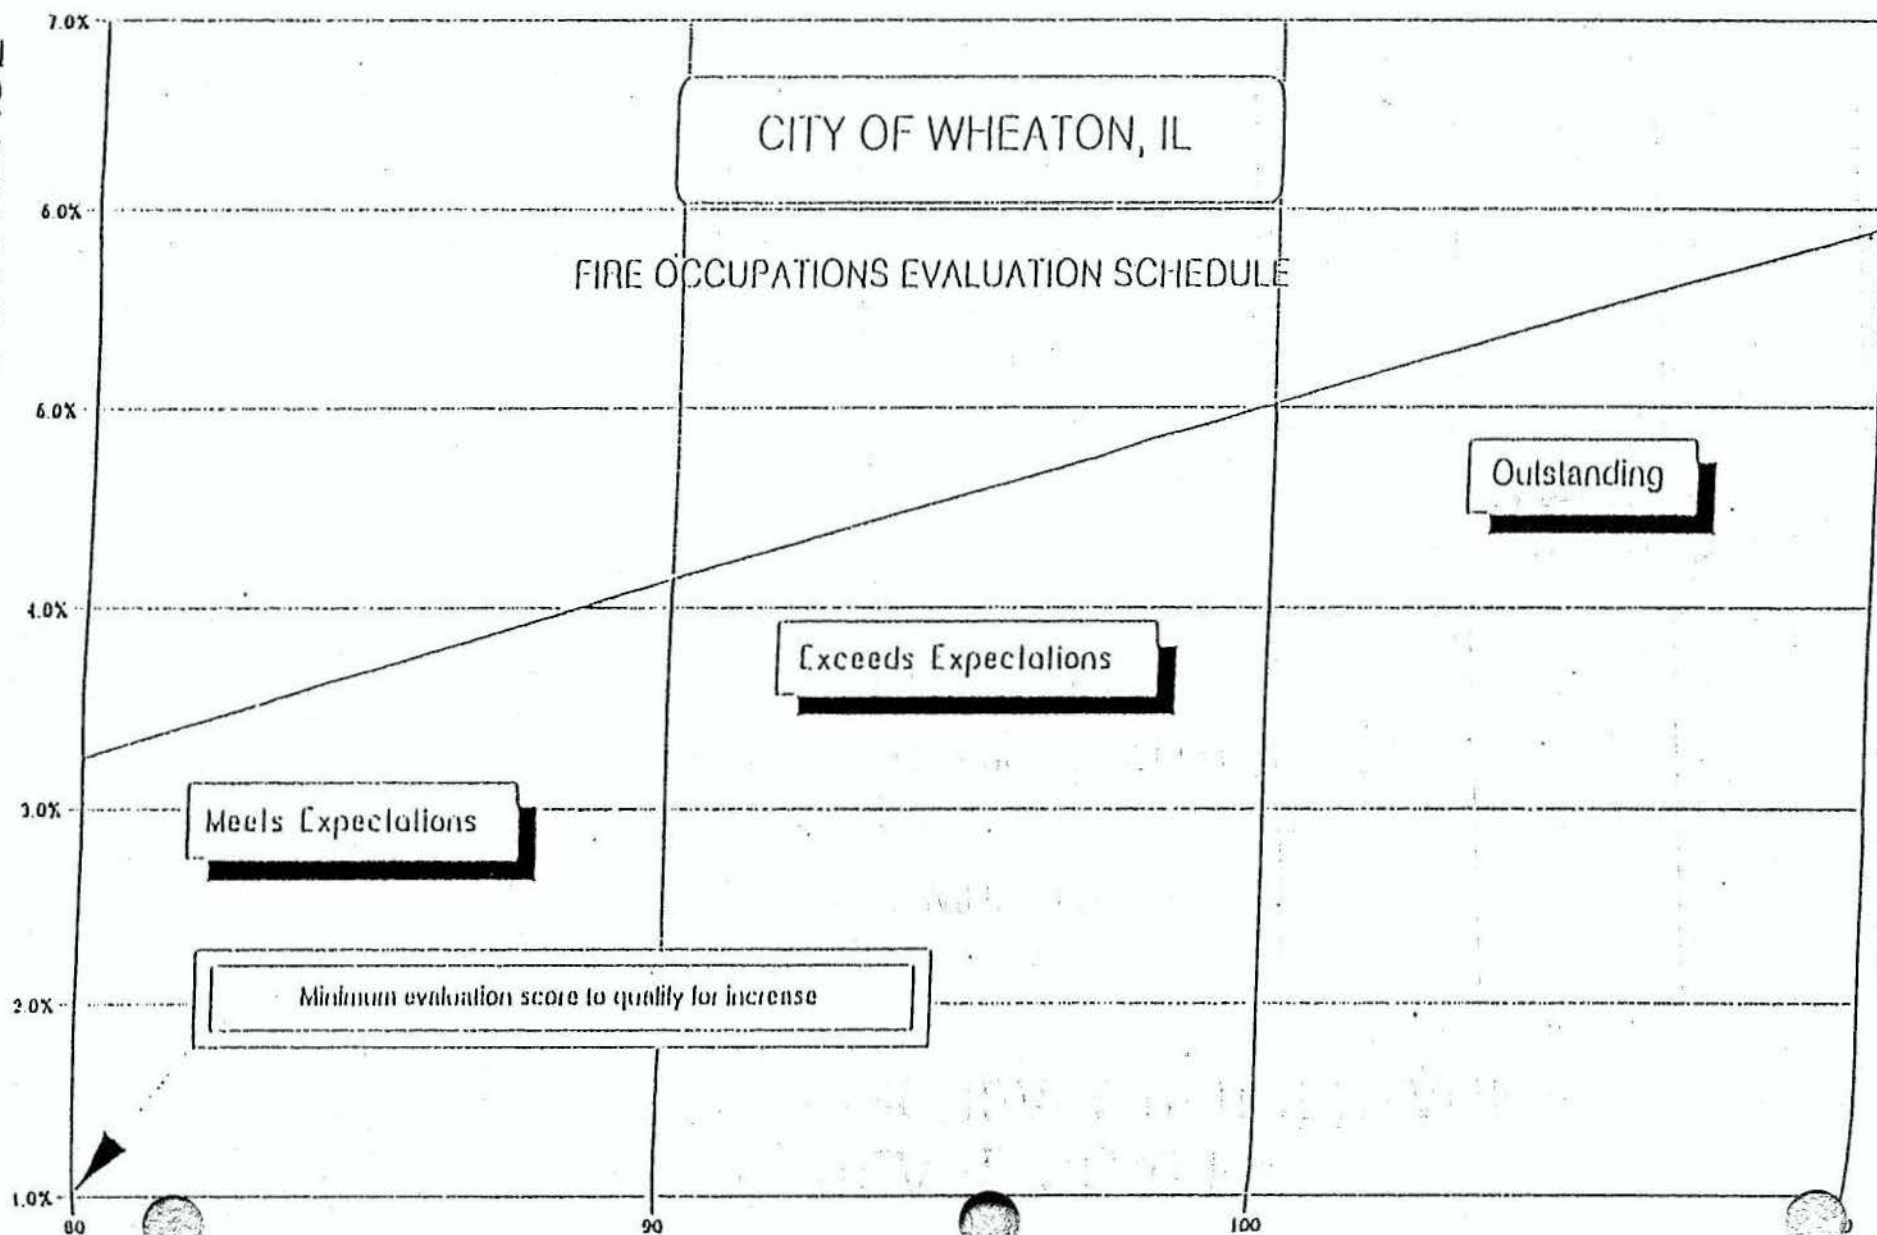 7.0%
CITY OF WHEATON, IL
6.0%
FIRE OCCUPATIONS EVALUATION SCHEDULE
5.0%
Outstanding
4.0%
Exceeds Expectations
3.0%
Meets Expectations
2.0%
Minimum evaluation score to qualify for increase
1.0%
80
90
100